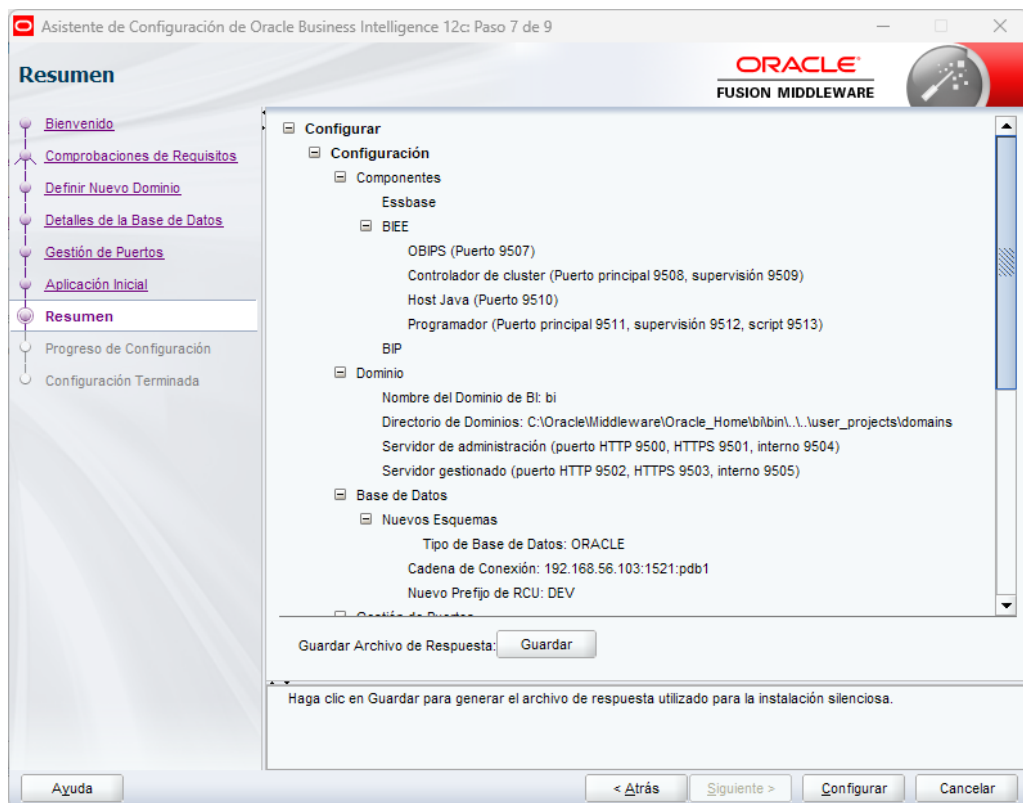 Asistente de Configuración de Oracle Business Intelligence 12c: Paso 7 de 9
Resumen
ORACLE
FUSION MIDDLEWARE
Bienvenido
Comprobaciones de Requisitos
Definir Nuevo Dominio
Detalles de la Base de Datos
Gestión de Puertos
Aplicación Inicial
Resumen
Progreso de Configuración
Configuración Terminada
Configurar
Configuración
Componentes
Essbase
BIEE
OBIPS (Puerto 9507)
Controlador de cluster (Puerto principal 9508, supervisión 9509)
Host Java (Puerto 9510)
Programador (Puerto principal 9511, supervisión 9512, script 9513)
BIP
Dominio
Nombre del Dominio de BI: bi
Directorio de Dominios: C:\Oracle\Middleware\Oracle_Home\bi\bin\..\..\user_projects\domains
Servidor de administración (puerto HTTP 9500, HTTPS 9501, interno 9504)
Servidor gestionado (puerto HTTP 9502, HTTPS 9503, interno 9505)
Base de Datos
Nuevos Esquemas
Tipo de Base de Datos: ORACLE
Cadena de Conexión: 192.168.56.103:1521:pdb1
Nuevo Prefijo de RCU: DEV
Gestión de Puertos
Guardar Archivo de Respuesta: Guardar
Haga clic en Guardar para generar el archivo de respuesta utilizado para la instalación silenciosa.
Ayuda < Atrás Siguiente > Configurar Cancelar